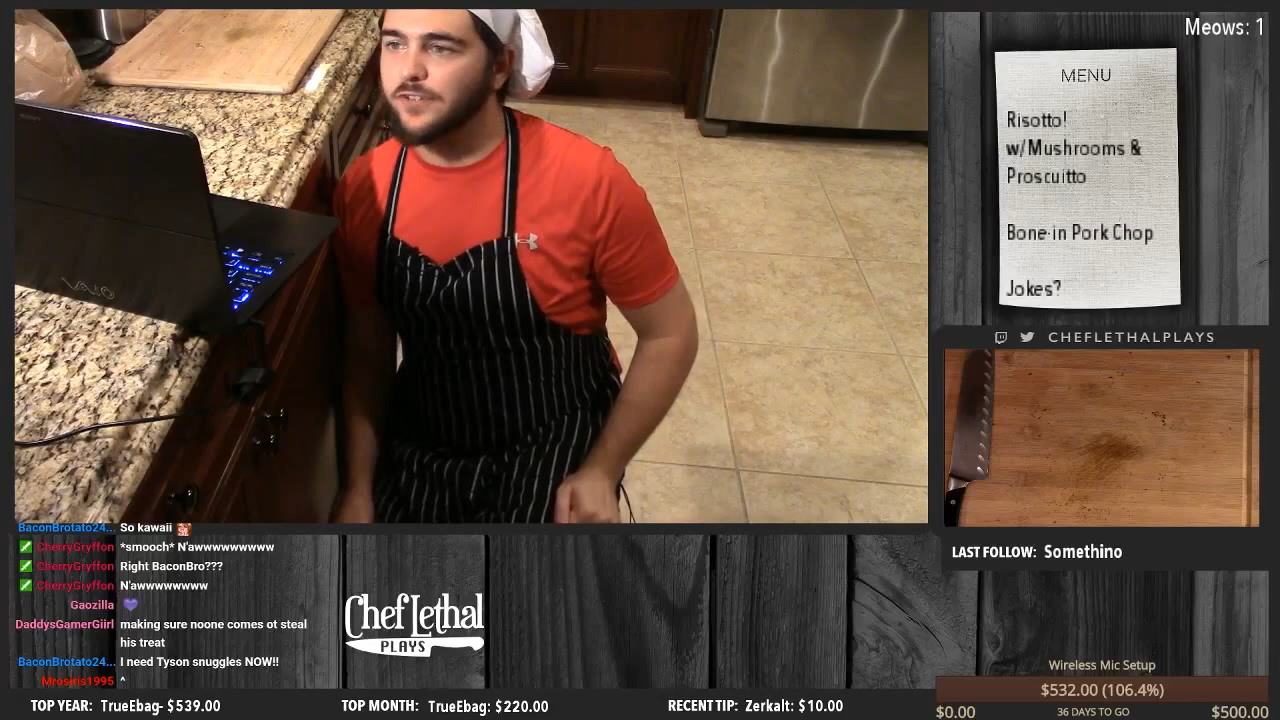 Meows: 1
MENU
Risotto!
w/Mushrooms &
Proscuitto
Bone-in Pork Chop
Jokes?
CHEFLETHALPLAYS
VAIO
BaconBrotato24... So kawaii
CherryGryffon *smooch* N'awwwwwwwww
CherryGryffon Right BaconBro???
CherryGryffon N'awwwwwwww
Gaozilla
DaddysGamerGiirl making sure noone comes ot steal
his treat
BaconBrotato24... I need Tyson snuggles NOW!!
Mrosiris1995 ^
Chef Lethal
PLAYS
LAST FOLLOW: Somethino
Wireless Mic Setup
$532.00 (106.4%)
$0.00 36 DAYS TO GO $500.00
TOP YEAR: TrueEbag- $539.00
TOP MONTH: TrueEbag: $220.00
RECENT TIP: Zerkalt: $10.00